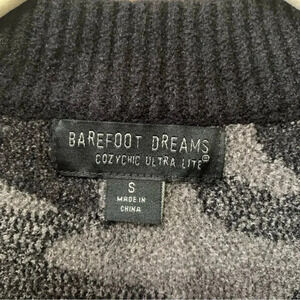 BAREFOOT DREAMS
COZYCHIC ULTRA LITE®
S
MADE IN
CHINA